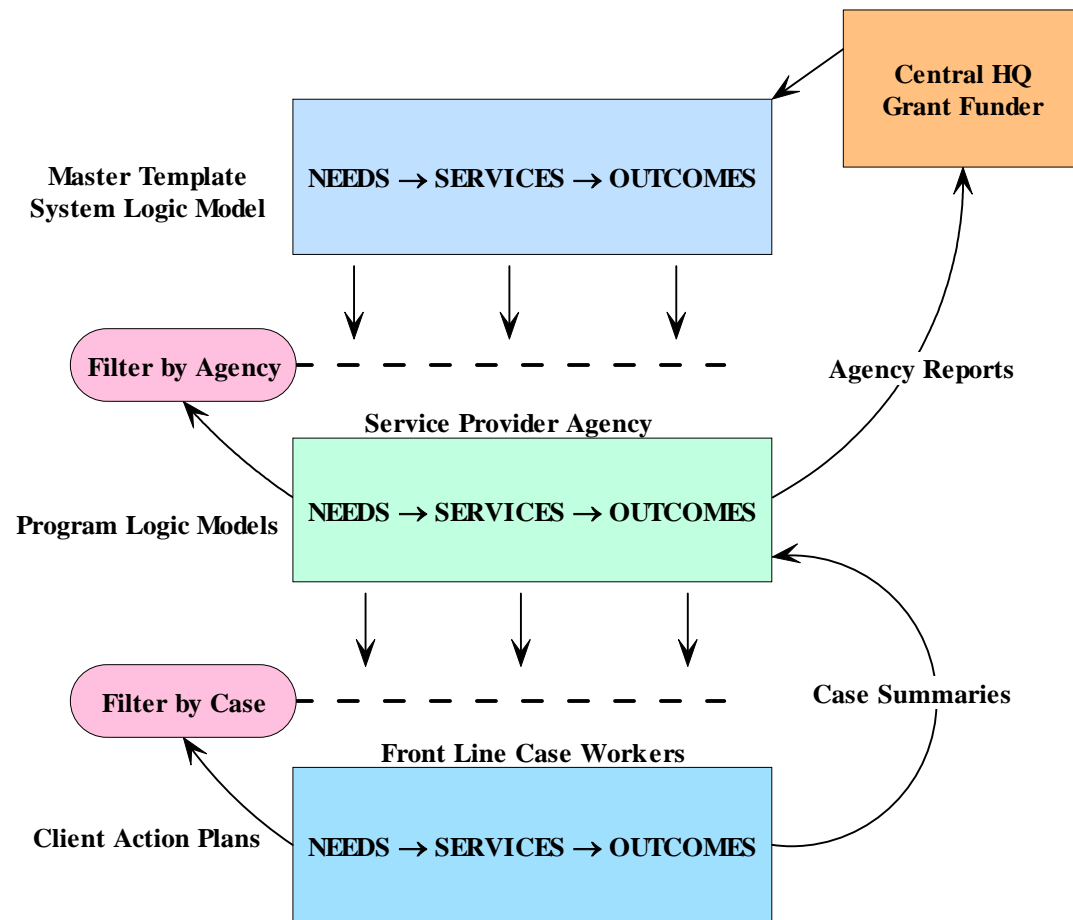 Central HQ
Grant Funder
NEEDS → SERVICES → OUTCOMES
Master Template
System Logic Model
Filter by Agency
Agency Reports
Service Provider Agency
NEEDS → SERVICES → OUTCOMES
Program Logic Models
Filter by Case
Case Summaries
Front Line Case Workers
NEEDS → SERVICES → OUTCOMES
Client Action Plans